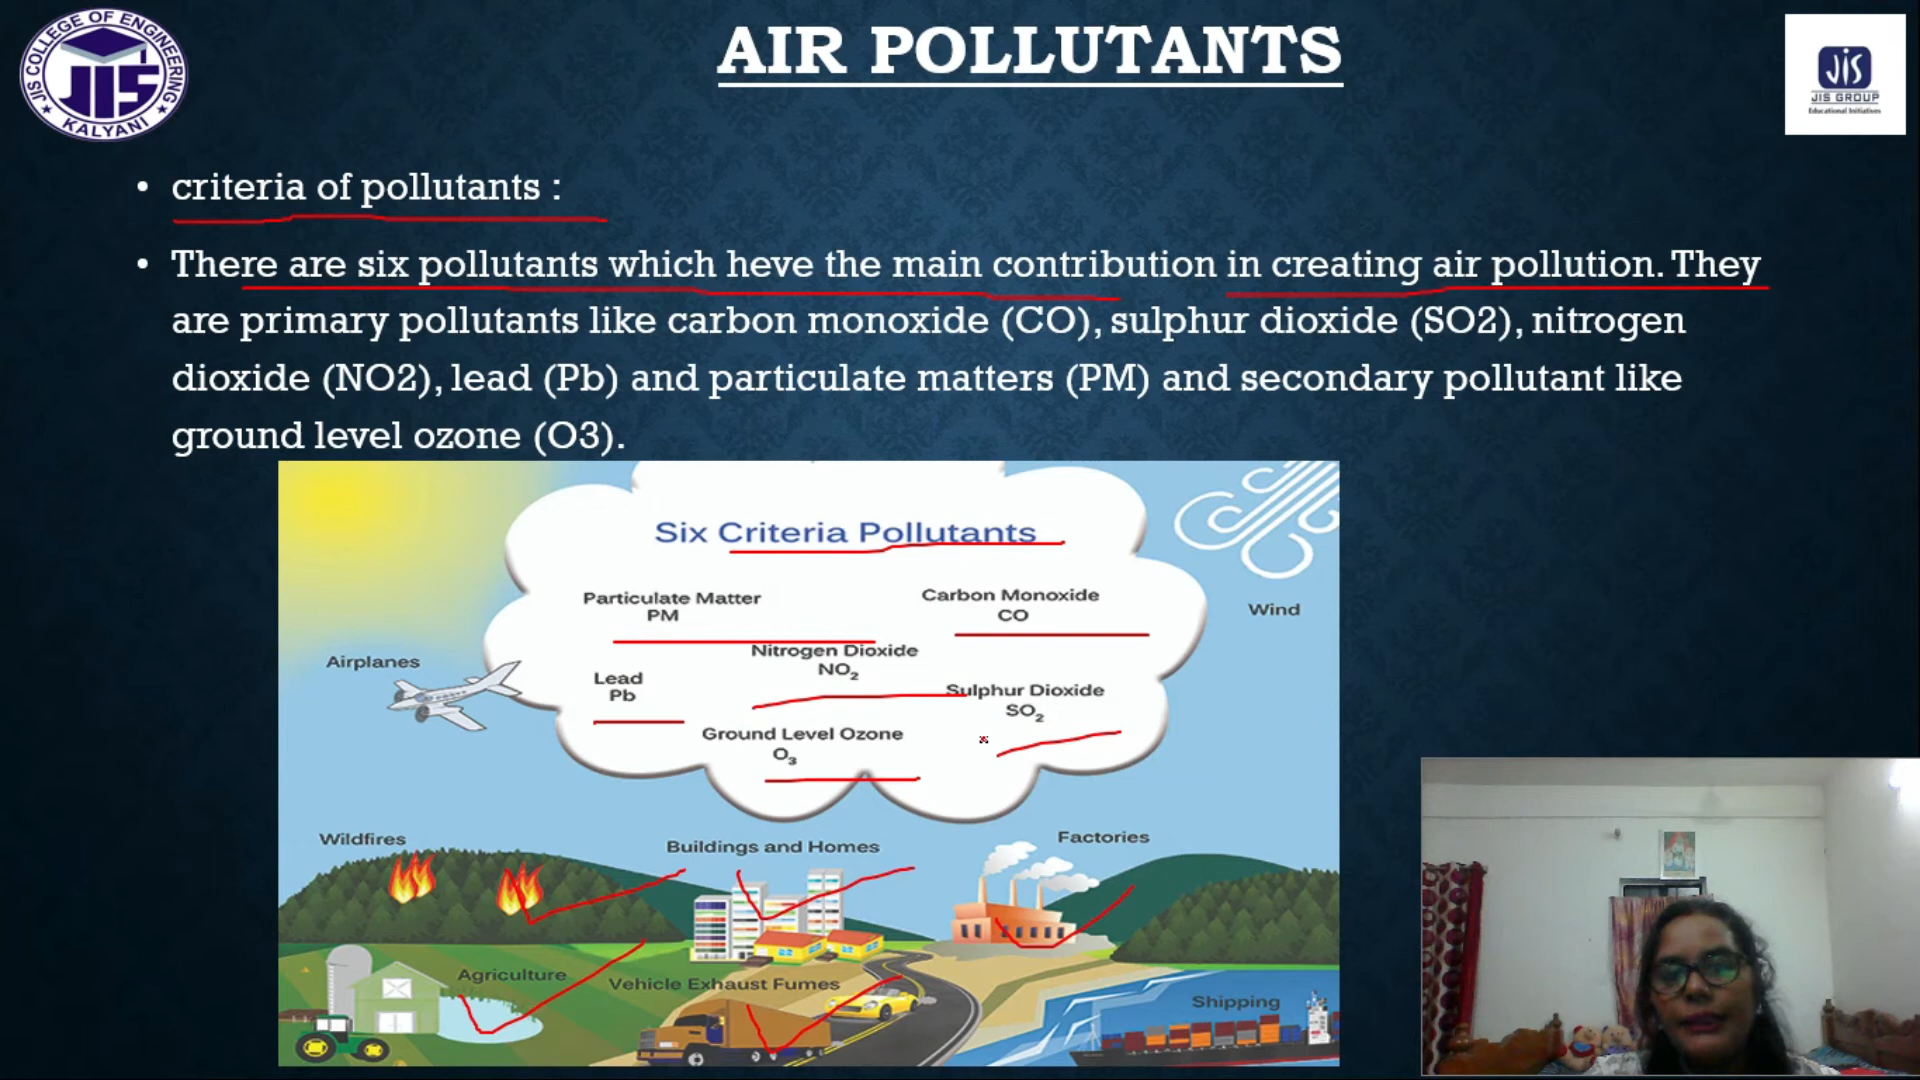 JIS COLLEGE OF ENGINEERING
JIS
KALYANI
AIR POLLUTANTS
JIS
JIS GROUP
Educational Initiatives
• criteria of pollutants :
• There are six pollutants which heve the main contribution in creating air pollution. They
are primary pollutants like carbon monoxide (CO), sulphur dioxide (SO2), nitrogen
dioxide (NO2), lead (Pb) and particulate matters (PM) and secondary pollutant like
ground level ozone (O3).
Six Criteria Pollutants
Particulate Matter
PM
Carbon Monoxide
CO
Wind
Nitrogen Dioxide
NO2
Airplanes
Lead
Pb
Sulphur Dioxide
SO2
Ground Level Ozone
O3
Wildfires
Buildings and Homes
Factories
Agriculture
Vehicle Exhaust Fumes
Shipping